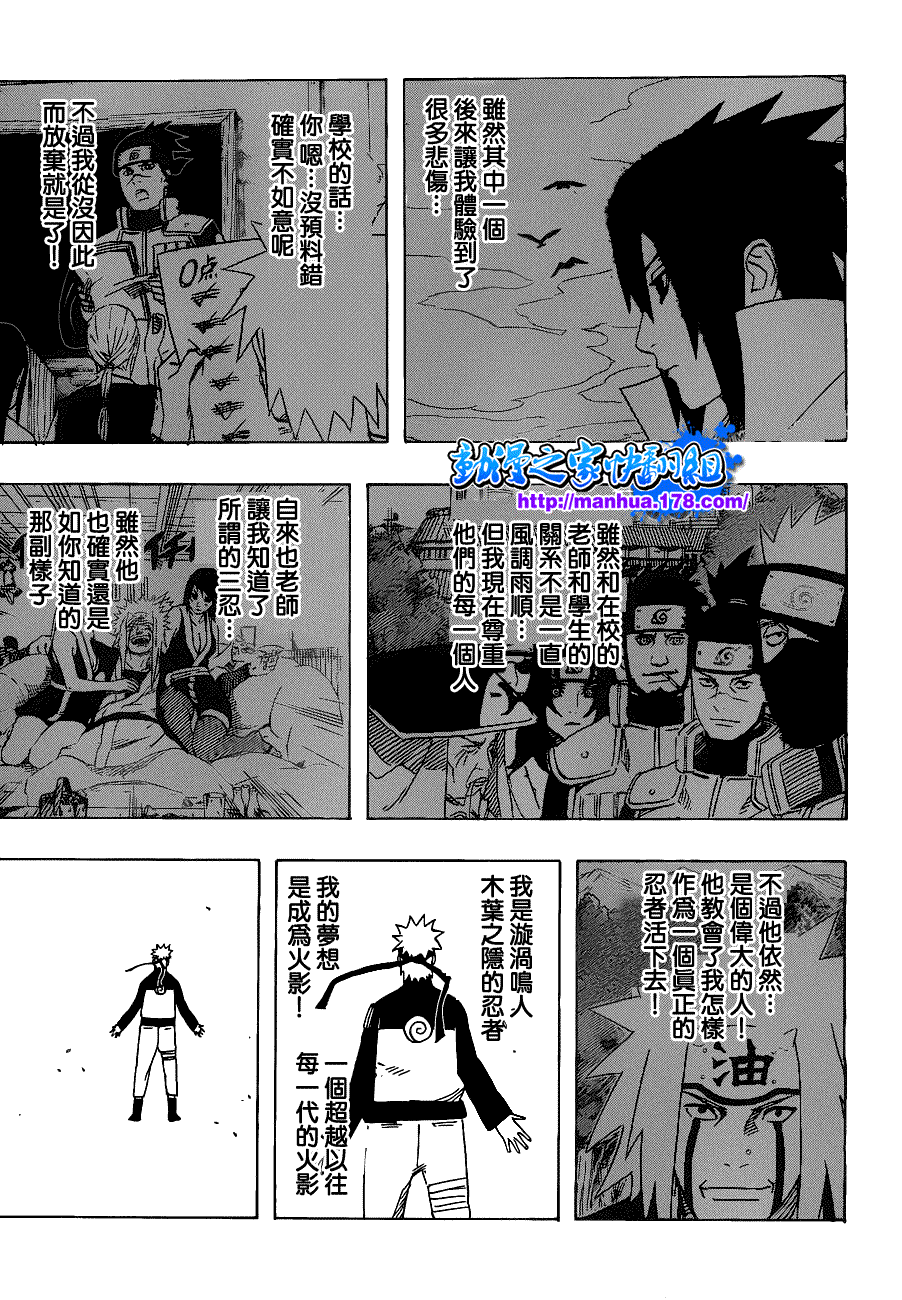 雖然其中一個
後來讓我體驗到了
很多悲傷…
學校的話…
你嗯…沒預料錯
確實不如意呢
0点
不過我從沒因此
而放棄就是了！
動漫之家快翻組
http://manhua.178.com/
雖然和在校的
老師和學生的
關系不是一直
風調雨順…
但我現在尊重
他們的每一個人
自來也老師
讓我知道了
所謂的三忍…
雖然他
也確實還是
如你知道的
那副樣子
不過他依然…
是個偉大的人！
他教會了我怎樣
作爲一個眞正的
忍者活下去！
油
我是漩渦鳴人
木葉之隱的忍者
我的夢想
是成爲火影！
一個超越以往
每一代的火影